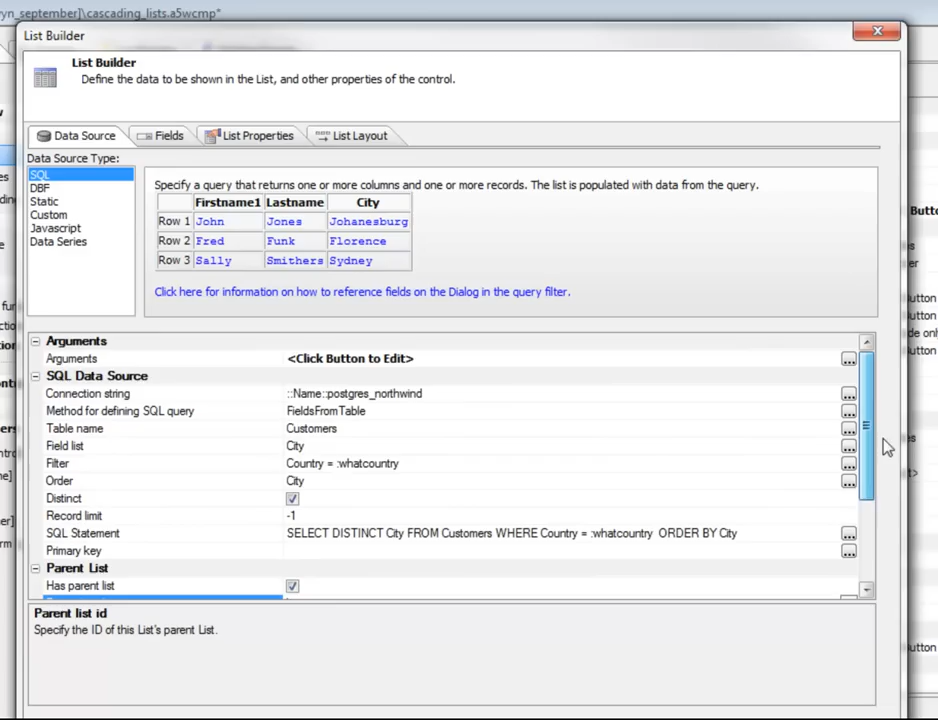 wyn_september]\cascading_lists.a5wcmp*
List Builder
List Builder
Define the data to be shown in the List, and other properties of the control.
Data Source Fields List Properties List Layout
Data Source Type:
SQL
DBF
Static
Custom
Javascript
Data Series
Specify a query that returns one or more columns and one or more records. The list is populated with data from the query.
Firstname1 Lastname City
Row 1 John Jones Johanesburg
Row 2 Fred Funk Florence
Row 3 Sally Smithers Sydney
Click here for information on how to reference fields on the Dialog in the query filter.
Arguments
Arguments <Click Button to Edit> ...
SQL Data Source
Connection string ::Name::postgres_northwind ...
Method for defining SQL query FieldsFromTable ...
Table name Customers ...
Field list City ...
Filter Country = :whatcountry ...
Order City ...
Distinct
Record limit -1
SQL Statement SELECT DISTINCT City FROM Customers WHERE Country = :whatcountry ORDER BY City ...
Primary key ...
Parent List
Has parent list
Parent list id
Specify the ID of this List's parent List.